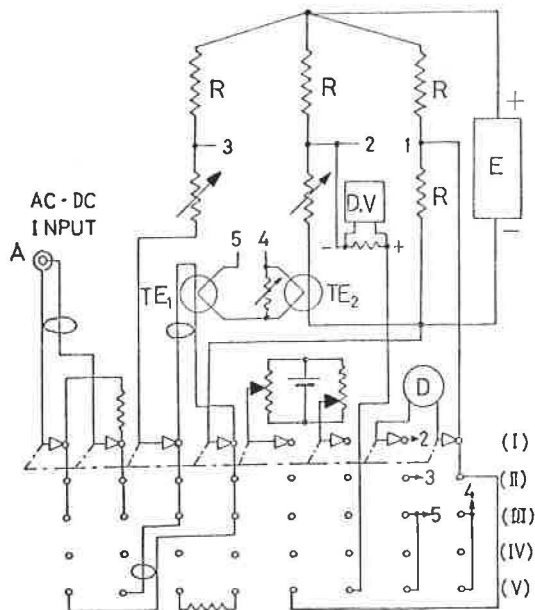 R
R
R
+
3
2
1
E
AC-DC
INPUT
D.V
R
-
A
5
4
-
+
TE1
TE2
D
2
(I)
3
4
(II)
5
(III)
(IV)
(V)